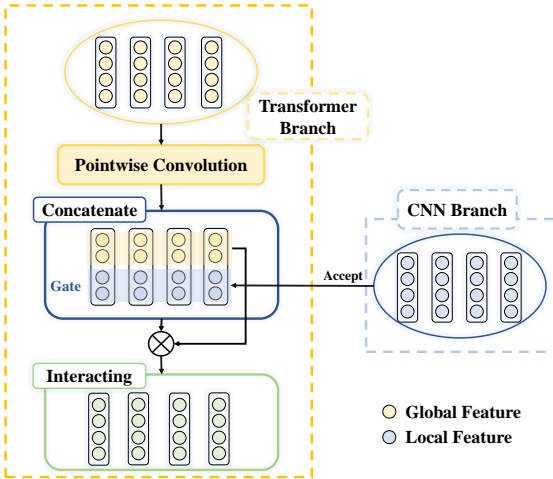 Transformer
Branch
Pointwise Convolution
Concatenate
CNN Branch
Gate
Accept
Interacting
Global Feature
Local Feature